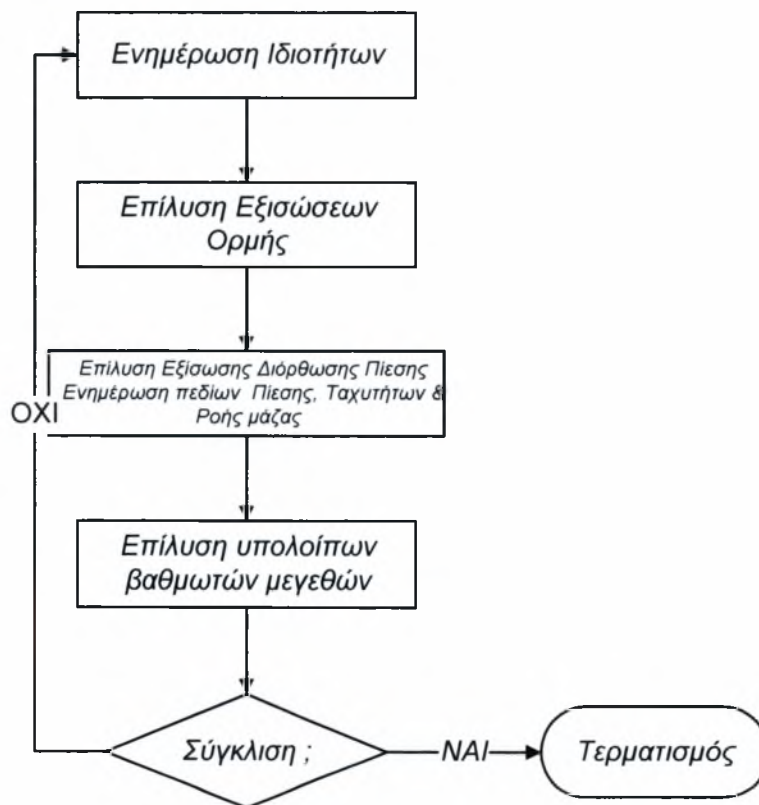 Ενημέρωση Ιδιοτήτων
Επίλυση Εξισώσεων
Ορμής
Επίλυση Εξίσωσης Διόρθωσης Πίεσης
Ενημέρωση πεδίων Πίεσης, Ταχυτήτων &
Ροής μάζας
ΟΧΙ
Επίλυση υπολοίπων
βαθμωτών μεγεθών
Σύγκλιση ;
ΝΑΙ
Τερματισμός